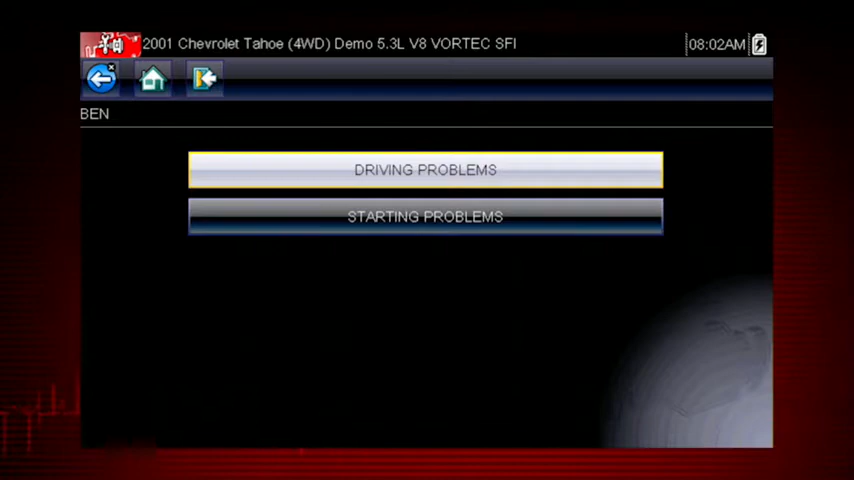 2001 Chevrolet Tahoe (4WD) Demo 5.3L V8 VORTEC SFI
08:02AM
BEN
DRIVING PROBLEMS
STARTING PROBLEMS